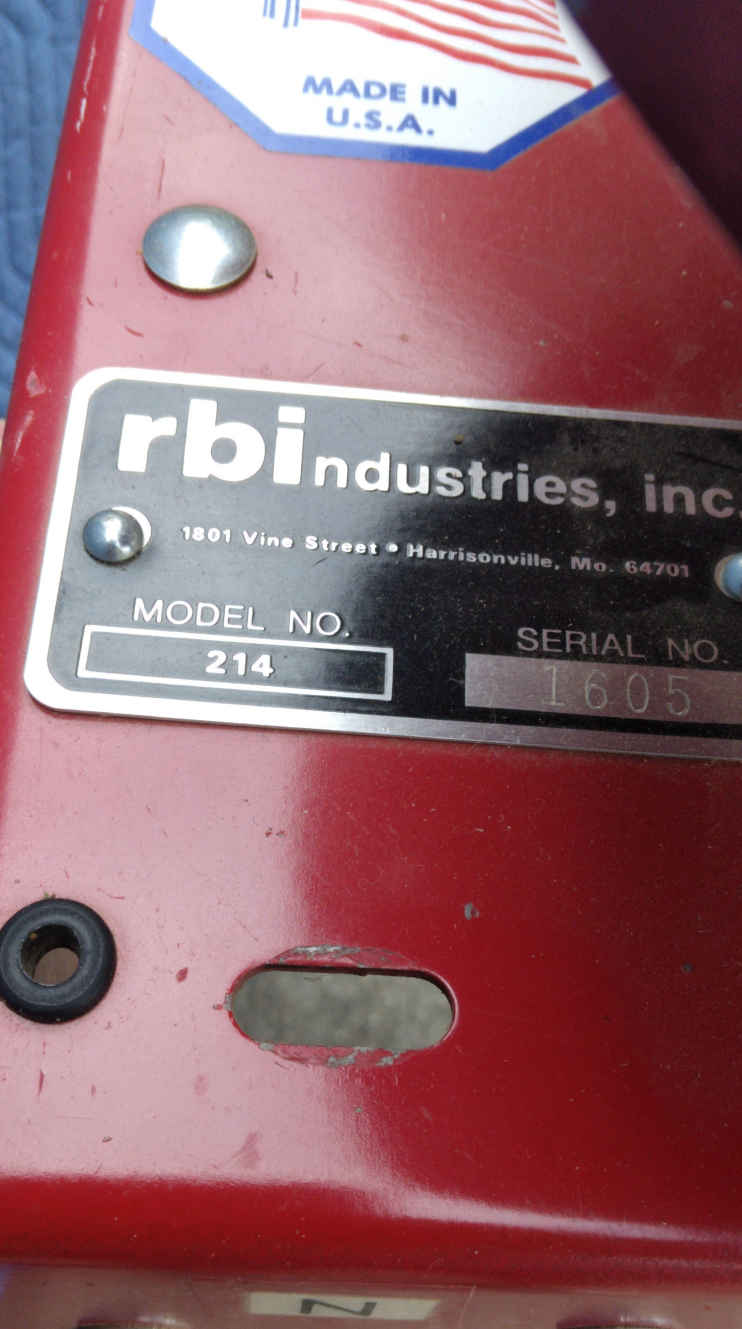 MADE IN
U.S.A.
rbindustries, inc.
1801 Vine Street • Harrisonville, Mo. 64701
MODEL NO.
214
SERIAL NO.
1605